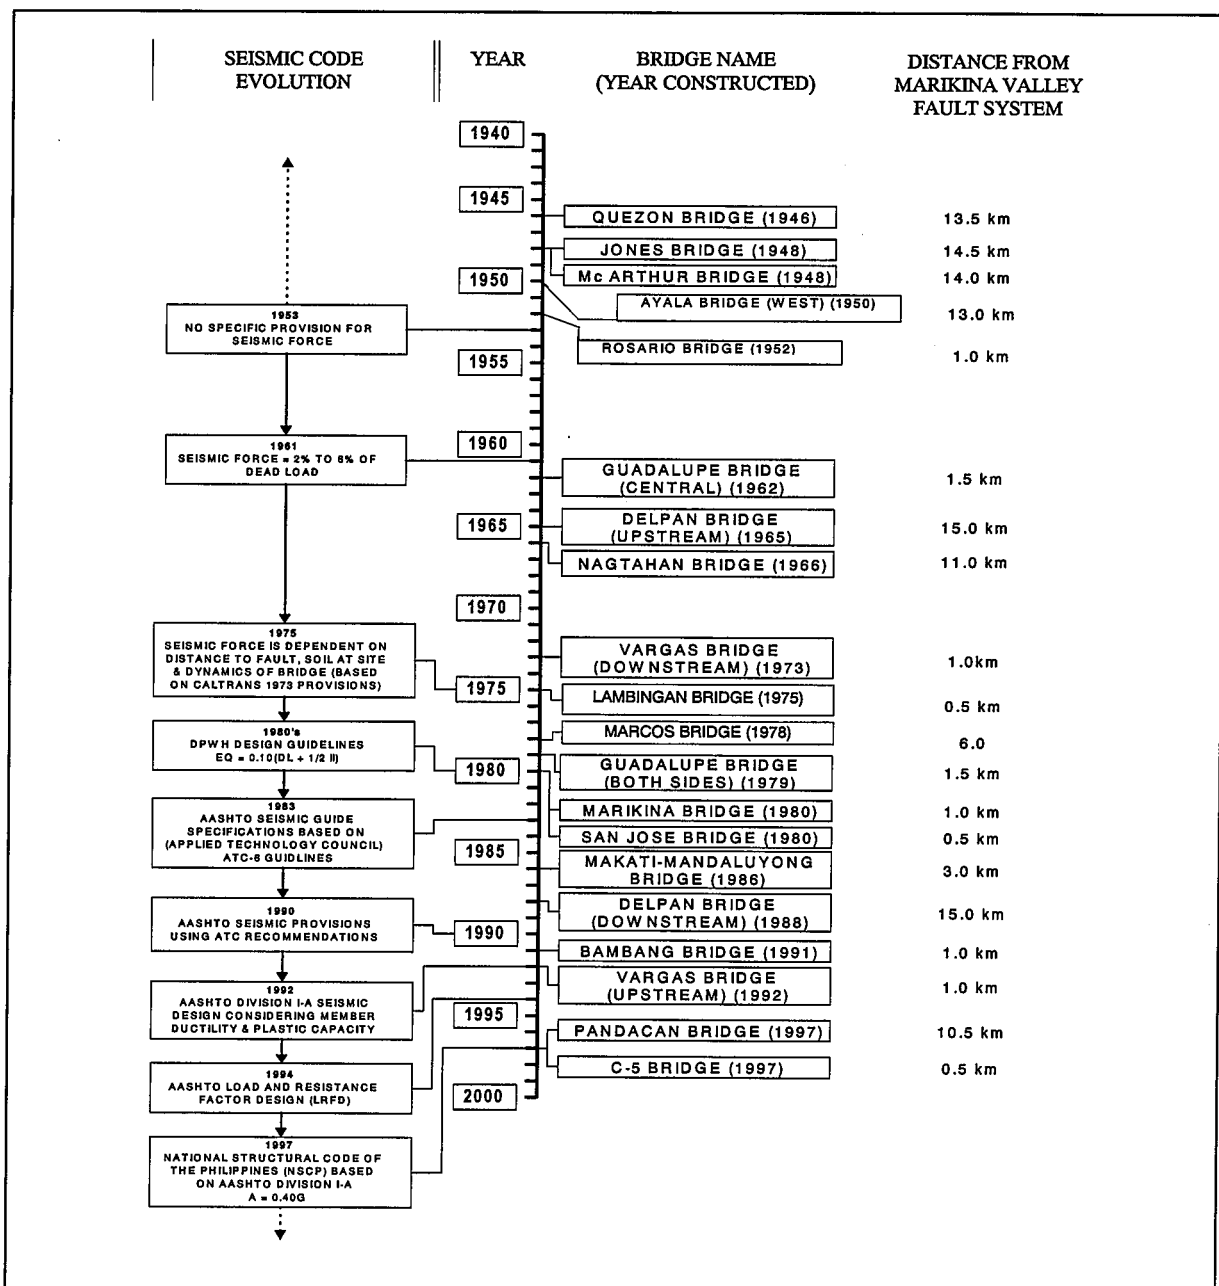 SEISMIC CODE
EVOLUTION
YEAR
BRIDGE NAME
(YEAR CONSTRUCTED)
DISTANCE FROM
MARIKINA VALLEY
FAULT SYSTEM
1940
1945
QUEZON BRIDGE (1946)
13.5 km
JONES BRIDGE (1948)
14.5 km
Mc ARTHUR BRIDGE (1948)
14.0 km
1950
AYALA BRIDGE (WEST) (1950)
13.0 km
1953
NO SPECIFIC PROVISION FOR
SEISMIC FORCE
ROSARIO BRIDGE (1952)
1.0 km
1955
1960
1961
SEISMIC FORCE = 2% TO 6% OF
DEAD LOAD
GUADALUPE BRIDGE
(CENTRAL) (1962)
1.5 km
1965
DELPAN BRIDGE
(UPSTREAM) (1965)
15.0 km
NAGTAHAN BRIDGE (1966)
11.0 km
1970
1975
SEISMIC FORCE IS DEPENDENT ON
DISTANCE TO FAULT, SOIL AT SITE
& DYNAMICS OF BRIDGE (BASED
ON CALTRANS 1973 PROVISIONS)
VARGAS BRIDGE
(DOWNSTREAM) (1973)
1.0km
1975
LAMBINGAN BRIDGE (1975)
0.5 km
1980's
DPWH DESIGN GUIDELINES
EQ = 0.10(DL + 1/2 ll)
MARCOS BRIDGE (1978)
6.0
1980
GUADALUPE BRIDGE
(BOTH SIDES) (1979)
1.5 km
1983
AASHTO SEISMIC GUIDE
SPECIFICATIONS BASED ON
(APPLIED TECHNOLOGY COUNCIL)
ATC-6 GUIDLINES
MARIKINA BRIDGE (1980)
1.0 km
SAN JOSE BRIDGE (1980)
0.5 km
1985
MAKATI-MANDALUYONG
BRIDGE (1986)
3.0 km
1990
AASHTO SEISMIC PROVISIONS
USING ATC RECOMMENDATIONS
DELPAN BRIDGE
(DOWNSTREAM) (1988)
15.0 km
1990
BAMBANG BRIDGE (1991)
1.0 km
1992
AASHTO DIVISION I-A SEISMIC
DESIGN CONSIDERING MEMBER
DUCTILITY & PLASTIC CAPACITY
VARGAS BRIDGE
(UPSTREAM) (1992)
1.0 km
1995
PANDACAN BRIDGE (1997)
10.5 km
1994
AASHTO LOAD AND RESISTANCE
FACTOR DESIGN (LRFD)
C-5 BRIDGE (1997)
0.5 km
2000
1997
NATIONAL STRUCTURAL CODE OF
THE PHILIPPINES (NSCP) BASED
ON AASHTO DIVISION I-A
A = 0.40G